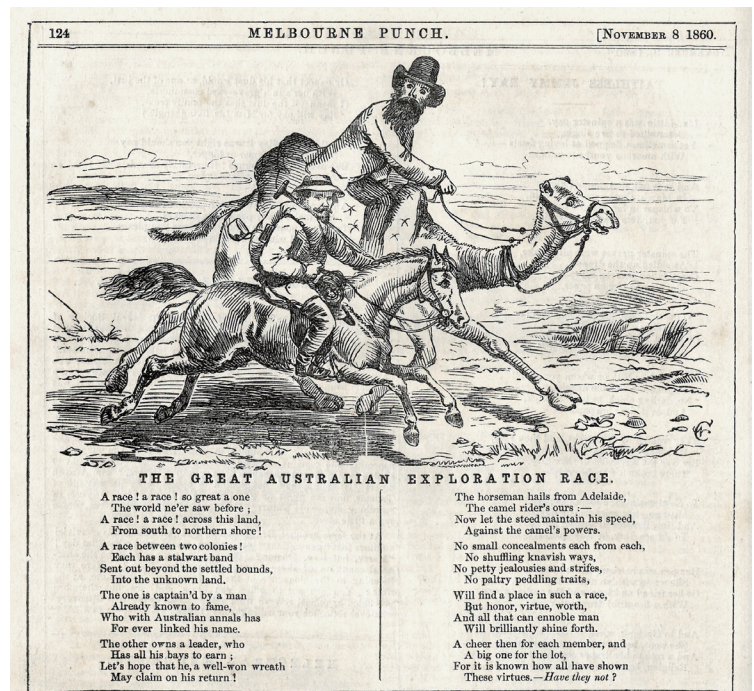 124 MELBOURNE PUNCH. [NOVEMBER 8 1860.
THE GREAT AUSTRALIAN EXPLORATION RACE.
A race ! a race ! so great a one
The world ne'er saw before ;
A race ! a race ! across this land,
From south to northern shore !
A race between two colonies !
Each has a stalwart band
Sent out beyond the settled bounds,
Into the unknown land.
The one is captain'd by a man
Already known to fame,
Who with Australian annals has
For ever linked his name.
The other owns a leader, who
Has all his bays to earn ;
Let's hope that he, a well-won wreath
May claim on his return !
The horseman hails from Adelaide,
The camel rider's ours :—
Now let the steed maintain his speed,
Against the camel's powers.
No small concealments each from each,
No shuffling knavish ways,
No petty jealousies and strifes,
No paltry peddling traits,
Will find a place in such a race,
But honor, virtue, worth,
And all that can ennoble man
Will brilliantly shine forth.
A cheer then for each member, and
A big one for the lot,
For it is known how all have shown
These virtues.—Have they not ?